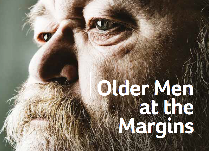 Older Men
at the
Margins